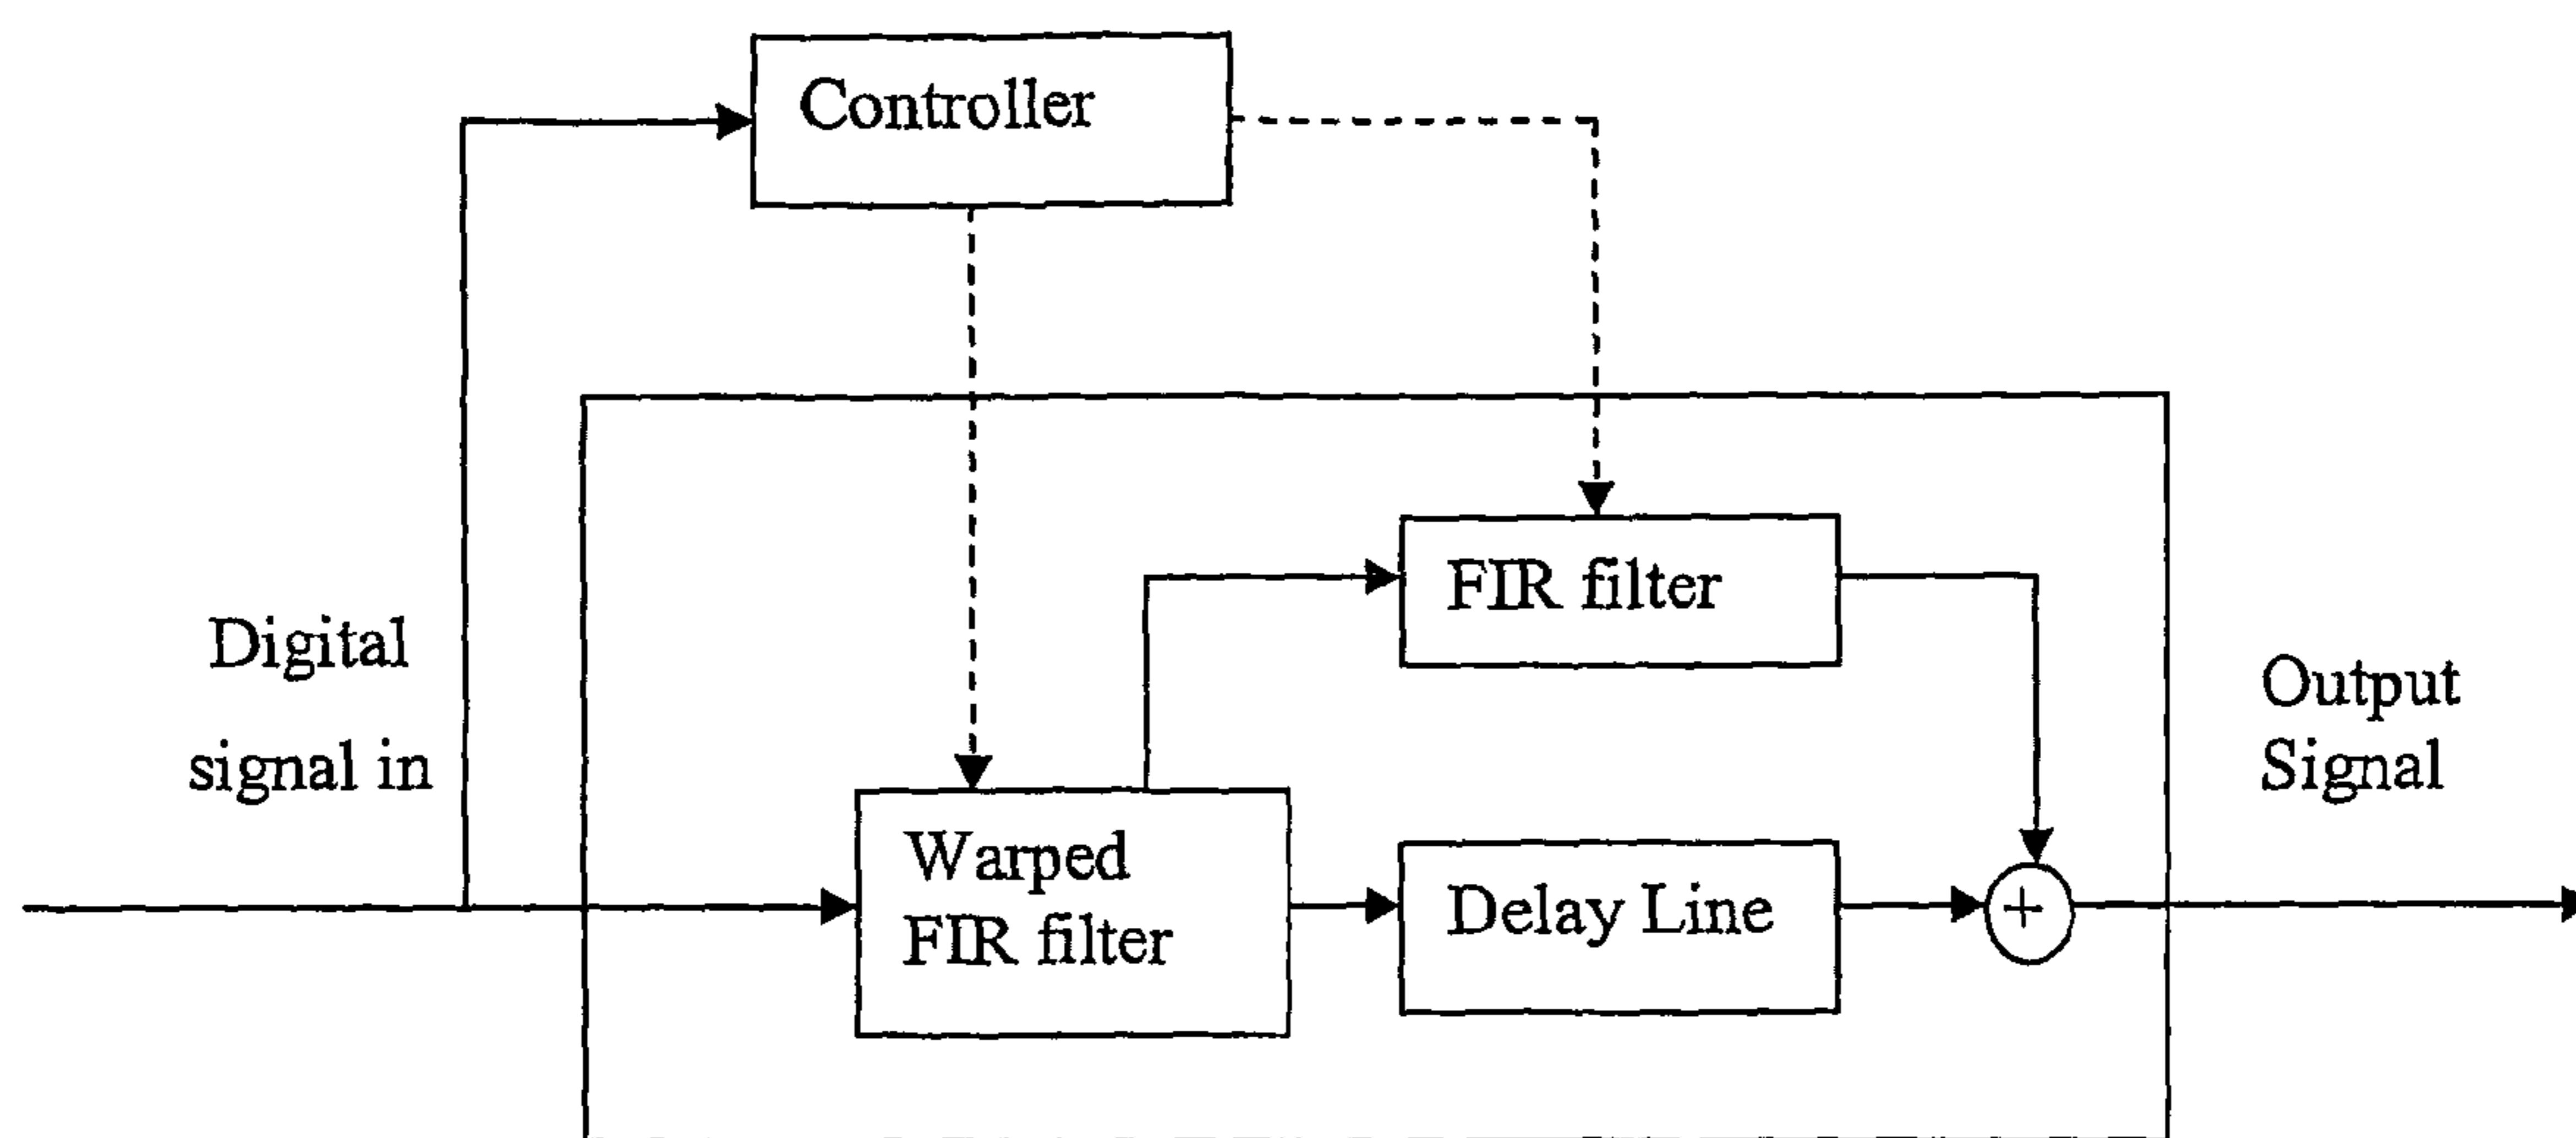 Controller
FIR filter
Digital
signal in
Output
Signal
Warped
FIR filter
Delay Line
+